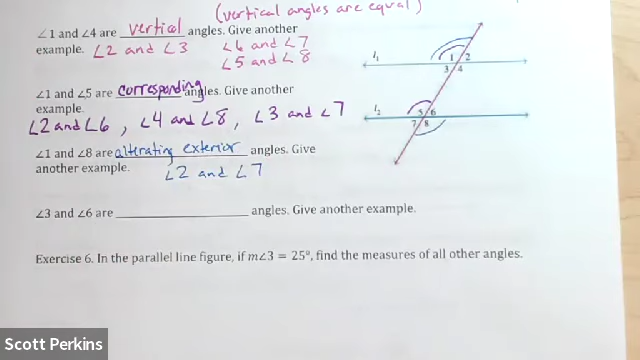 (vertical angles are equal)
∠1 and ∠4 are vertical angles. Give another
example. ∠2 and ∠3 ∠6 and ∠7
∠5 and ∠8
∠1 and ∠5 are corresponding angles. Give another
example.
∠2 and ∠6 , ∠4 and ∠8 , ∠3 and ∠7
∠1 and ∠8 are alterating exterior angles. Give
another example. ∠2 and ∠7
∠3 and ∠6 are ____________ angles. Give another example.
Exercise 6. In the parallel line figure, if m∠3 = 25°, find the measures of all other angles.
l₁
1 2
3 4
l₂
5 6
7 8
Scott Perkins